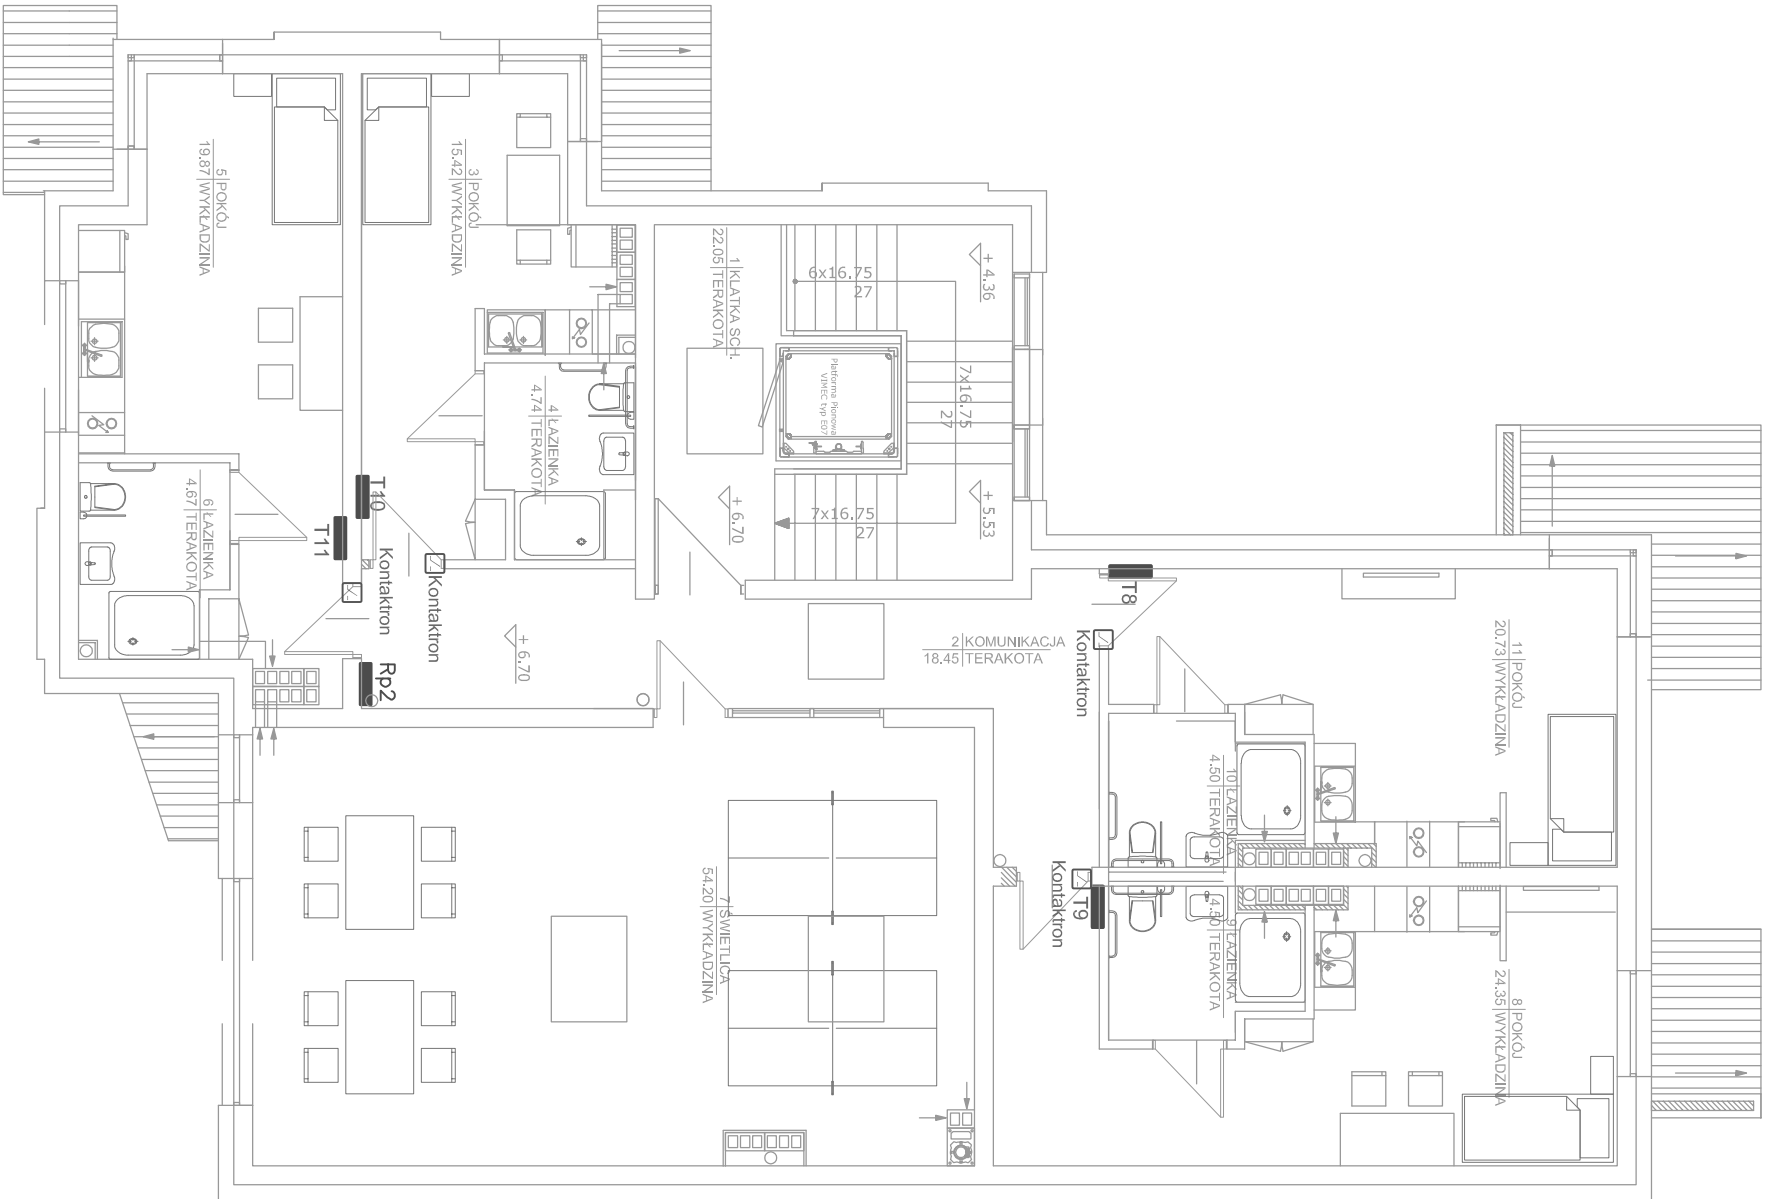 5 POKÓJ
19.87 WYKŁADZINA
3 POKÓJ
15.42 WYKŁADZINA
1 KLATKA SCH.
22.05 TERAKOTA
6x16.75
27
+ 4.36
Platforma Pionowa
VIMEC typ E07
7x16.75
27
4 ŁAZIENKA
4.74 TERAKOTA
+ 6.70
7x16.75
27
+ 5.53
6 ŁAZIENKA
4.67 TERAKOTA
T10
T11
Kontaktron
Kontaktron
Rp2
+ 6.70
2 KOMUNIKACJA
18.45 TERAKOTA
T8
Kontaktron
11 POKÓJ
20.73 WYKŁADZINA
10 ŁAZIENKA
4.50 TERAKOTA
7 ŚWIETLICA
54.20 WYKŁADZINA
Kontaktron
T9
9 ŁAZIENKA
4.50 TERAKOTA
8 POKÓJ
24.35 WYKŁADZINA